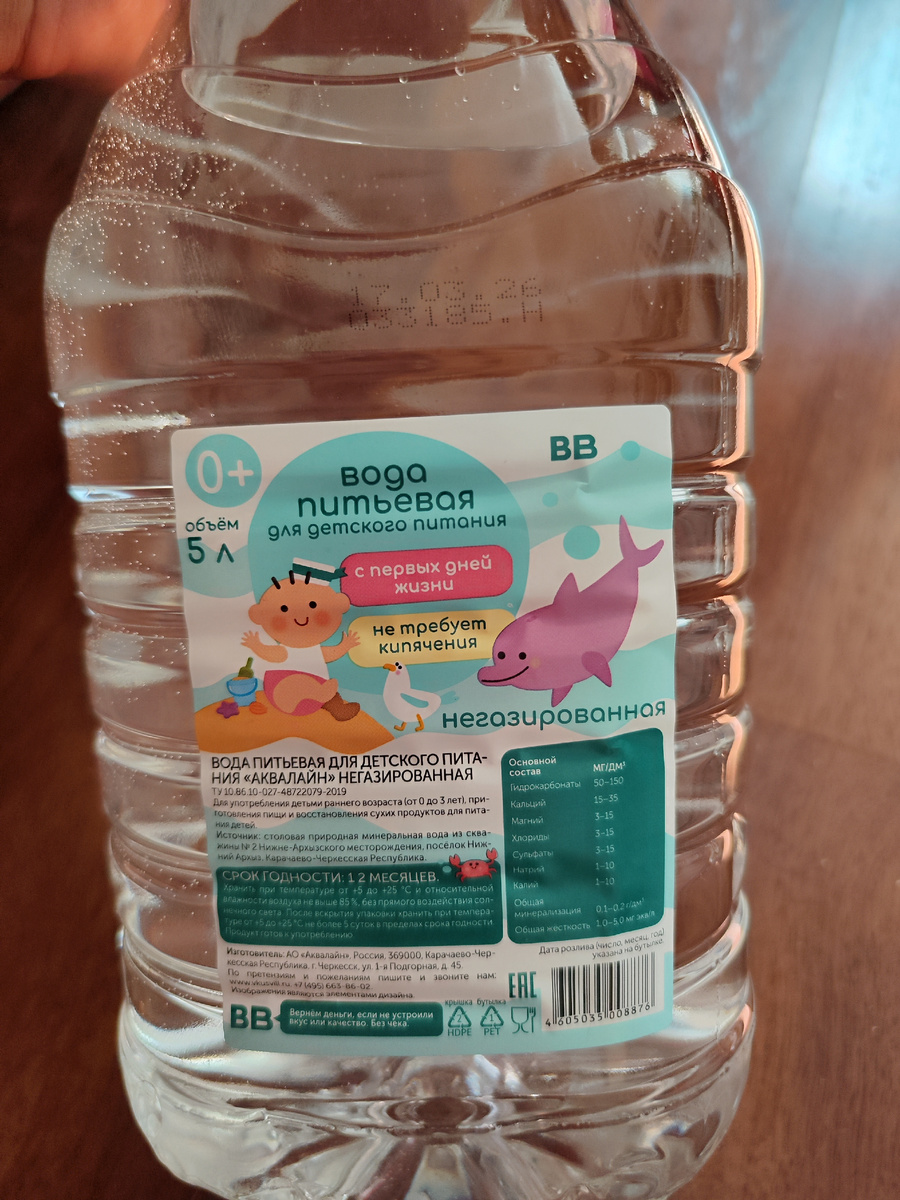 17.03.26
033185.Н
0+
ВВ
вода
питьевая
для детского питания
объём
5 л
с первых дней
жизни
не требует
кипячения
негазированная
ВОДА ПИТЬЕВАЯ ДЛЯ ДЕТСКОГО ПИТА-
НИЯ «АКВАЛАЙН» НЕГАЗИРОВАННАЯ
ТУ 10.86.10-027-48722079-2019
Для употребления детьми раннего возраста (от 0 до 3 лет), при-
готовления пищи и восстановления сухих продуктов для пита-
ния детей.
Источник: столовая природная минеральная вода из сква-
жины № 2 Нижне-Архызского месторождения, посёлок Ниж-
ний Архыз, Карачаево-Черкесская Республика.
СРОК ГОДНОСТИ: 12 МЕСЯЦЕВ.
Хранить при температуре от +5 до +25 °С и относительной
влажности воздуха не выше 85 %, без прямого воздействия сол-
нечного света. После вскрытия упаковки хранить при темпера-
туре от +5 до +25 °С не более 5 суток в пределах срока годности.
Продукт готов к употреблению.
Основной
состав МГ/ДМ³
Гидрокарбонаты 50-150
Кальций 15-35
Магний 3-15
Хлориды 3-15
Сульфаты 3-15
Натрий 1-10
Калий 1-10
Общая
минерализация 0,1-0,2 г/дм³
Общая жесткость 1,0-5,0 мг экв/л
Дата розлива (число, месяц, год)
указана на бутылке.
Изготовитель: АО «Аквалайн», Россия, 369000, Карачаево-Чер-
кесская Республика, г. Черкесск, ул. 1-я Подгорная, д. 45.
По претензиям и пожеланиям пишите и звоните нам:
www.vkusvill.ru, +7 (495) 663-86-02.
Изображения являются элементами дизайна.
ВВ
Вернём деньги, если не устроили
вкус или качество. Без чека.
крышка бутылка
2 1
HDPE PET
ЕАС
4 605035 008876